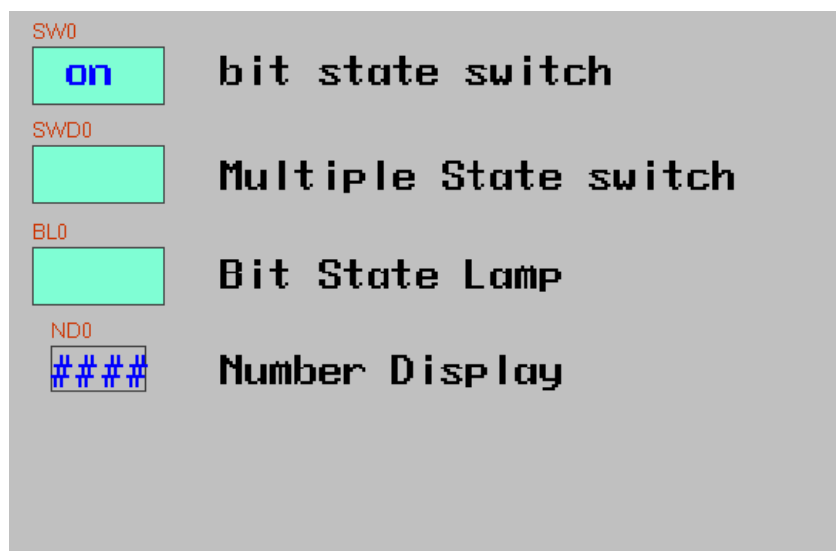 SW0
on bit state switch
SWD0
Multiple State switch
BL0
Bit State Lamp
ND0
#### Number Display